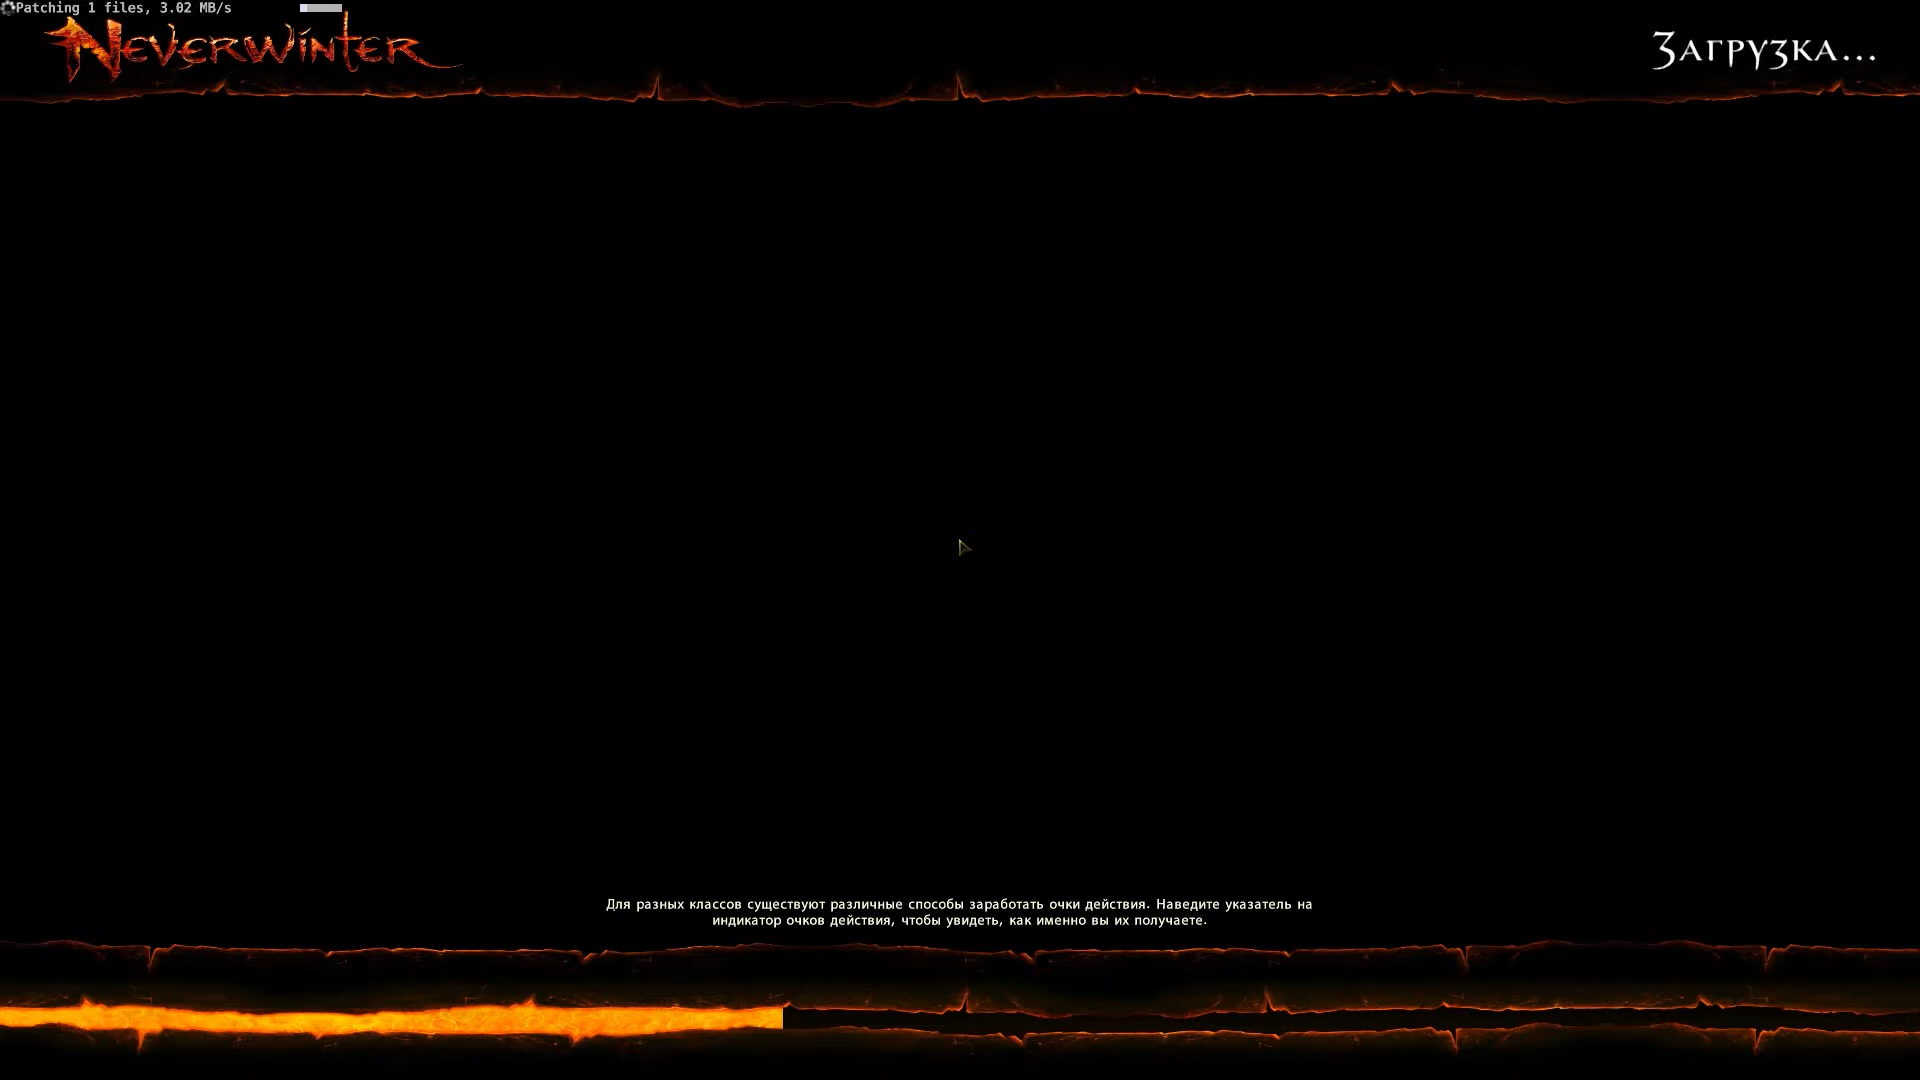 Patching 1 files, 3.02 MB/s
Neverwinter
Загрузка...
Для разных классов существуют различные способы заработать очки действия. Наведите указатель на
индикатор очков действия, чтобы увидеть, как именно вы их получаете.